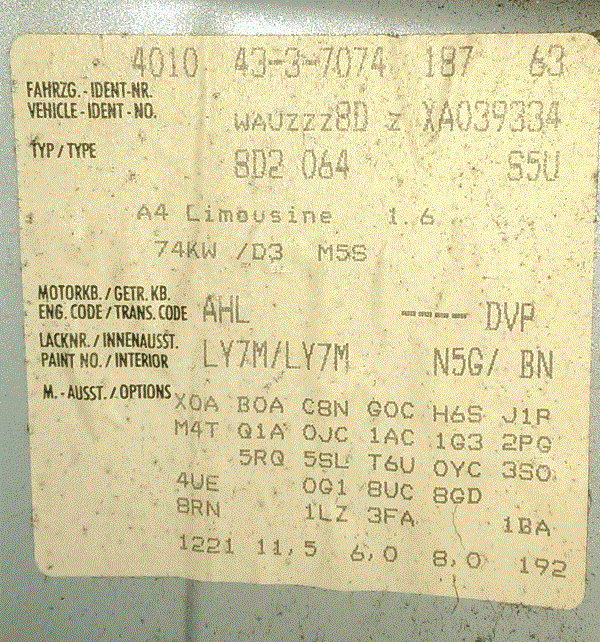 4010 43-3-7074 187 63
FAHRZG.-IDENT-NR.
VEHICLE-IDENT-NO. WAUZZZ8D Z XA039334
TYP / TYPE 8D2 064 S5U
A4 Limousine 1.6
74KW /D3 M5S
MOTORKB. / GETR. KB.
ENG. CODE / TRANS. CODE AHL ---- DVP
LACKNR. / INNENAUSST.
PAINT NO. / INTERIOR LY7M/LY7M N5G/ BN
M.-AUSST. / OPTIONS
X0A B0A C8N G0C H6S J1R
M4T Q1A 0JC 1AC 1G3 2PG
5RQ 5SL T6U 0YC 3S0
4UE 0G1 8UC 8GD
8RN 1LZ 3FA 1BA
1221 11,5 6,0 8,0 192